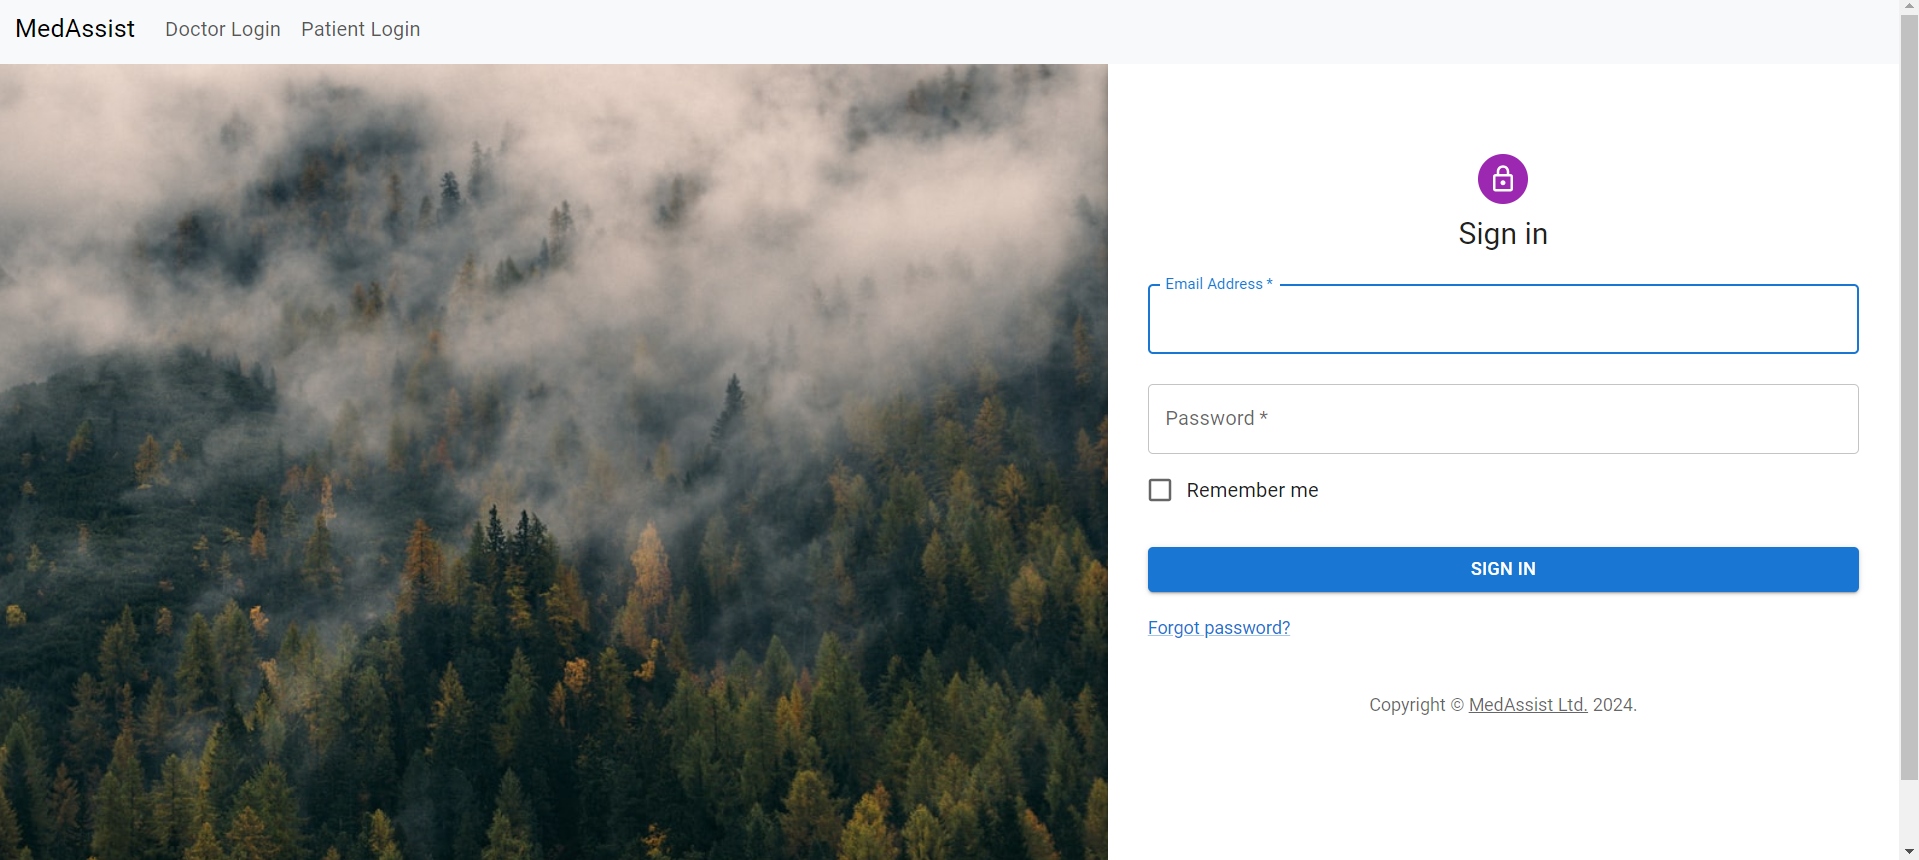 MedAssist Doctor Login Patient Login
Sign in
Email Address *
Password *
Remember me
SIGN IN
Forgot password?
Copyright © MedAssist Ltd. 2024.